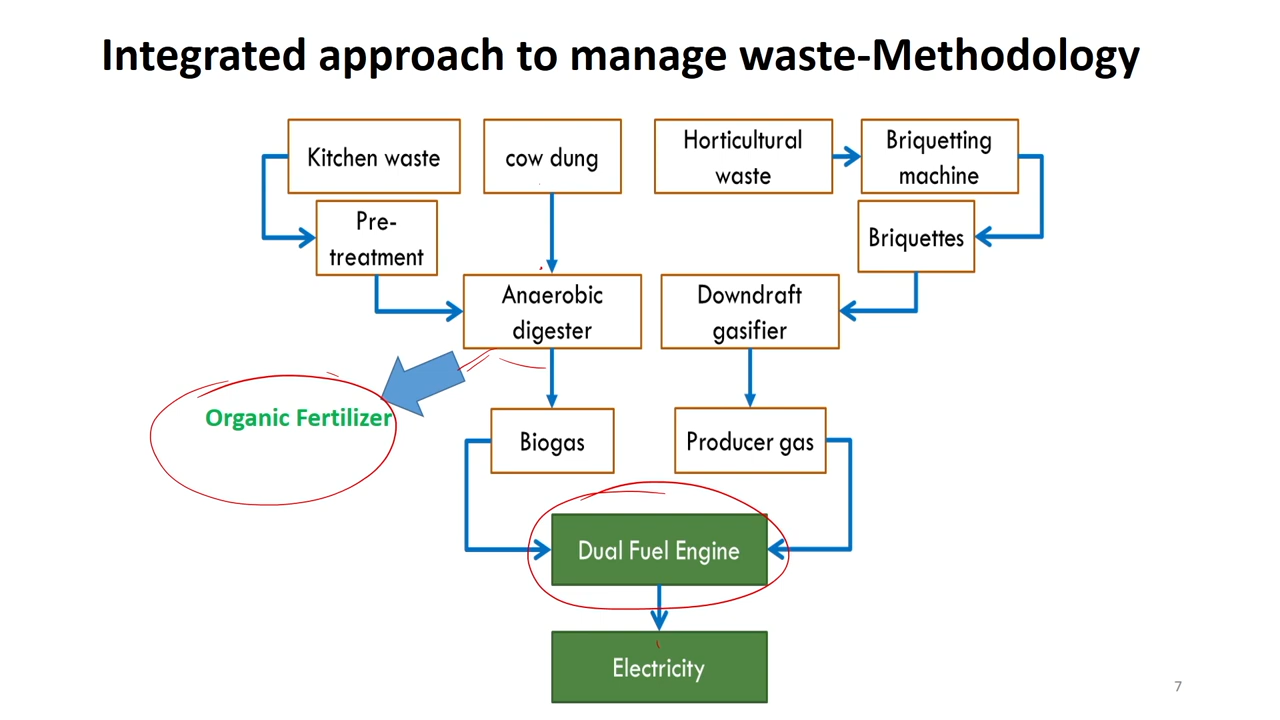 Integrated approach to manage waste-Methodology
Kitchen waste
cow dung
Horticultural
waste
Briquetting
machine
Pre-
treatment
Briquettes
Anaerobic
digester
Downdraft
gasifier
Organic Fertilizer
Biogas
Producer gas
Dual Fuel Engine
Electricity
7